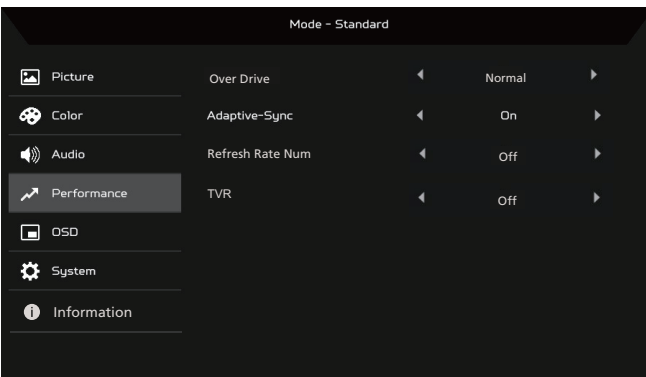 Mode - Standard
Picture
Over Drive Normal
Color
Adaptive-Sync On
Audio
Refresh Rate Num Off
Performance
TVR Off
OSD
System
Information